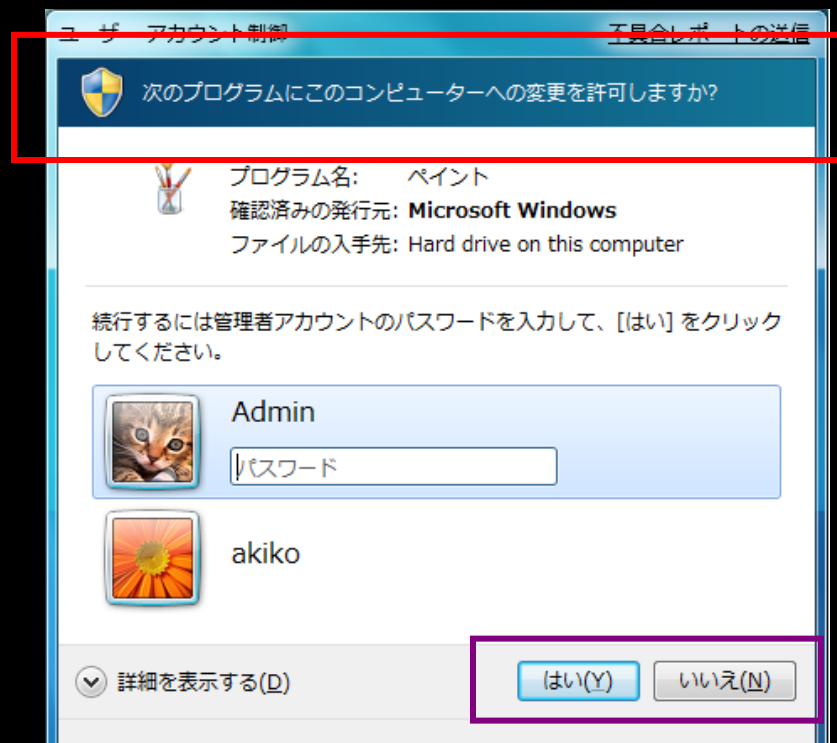 ユーザー アカウント制御 不具合レポートの送信
次のプログラムにこのコンピューターへの変更を許可しますか?
プログラム名: ペイント
確認済みの発行元: Microsoft Windows
ファイルの入手先: Hard drive on this computer
続行するには管理者アカウントのパスワードを入力して、[はい] をクリック
してください。
Admin
パスワード
akiko
詳細を表示する(D) はい(Y) いいえ(N)